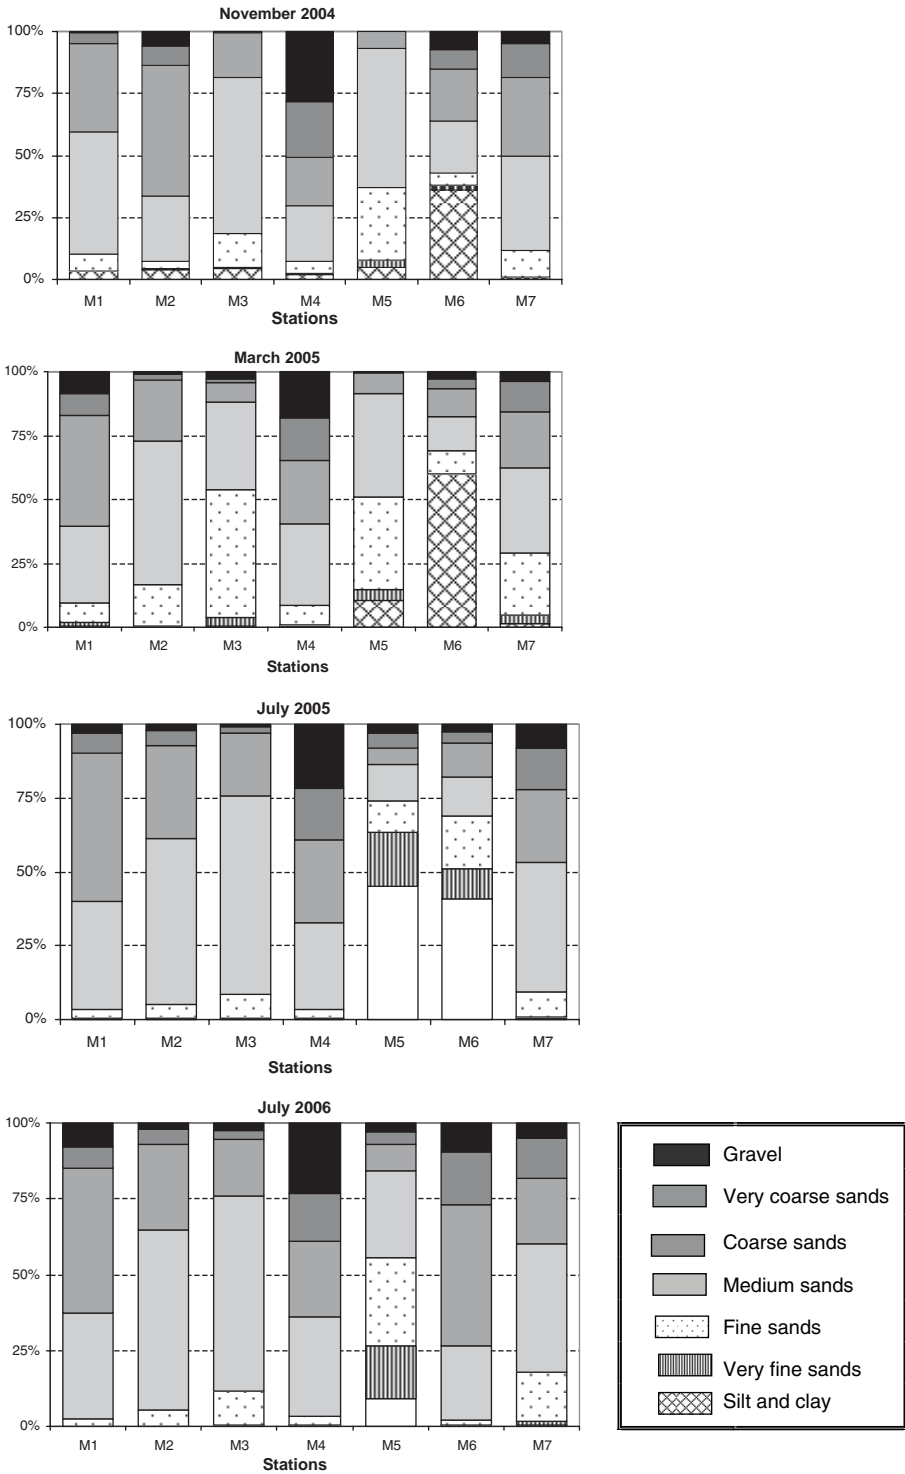 November 2004
100%
75%
50%
25%
0%
M1 M2 M3 M4 M5 M6 M7
Stations
March 2005
100%
75%
50%
25%
0%
M1 M2 M3 M4 M5 M6 M7
Stations
July 2005
100%
75%
50%
25%
0%
M1 M2 M3 M4 M5 M6 M7
Stations
July 2006
100%
75%
50%
25%
0%
M1 M2 M3 M4 M5 M6 M7
Stations
Gravel
Very coarse sands
Coarse sands
Medium sands
Fine sands
Very fine sands
Silt and clay